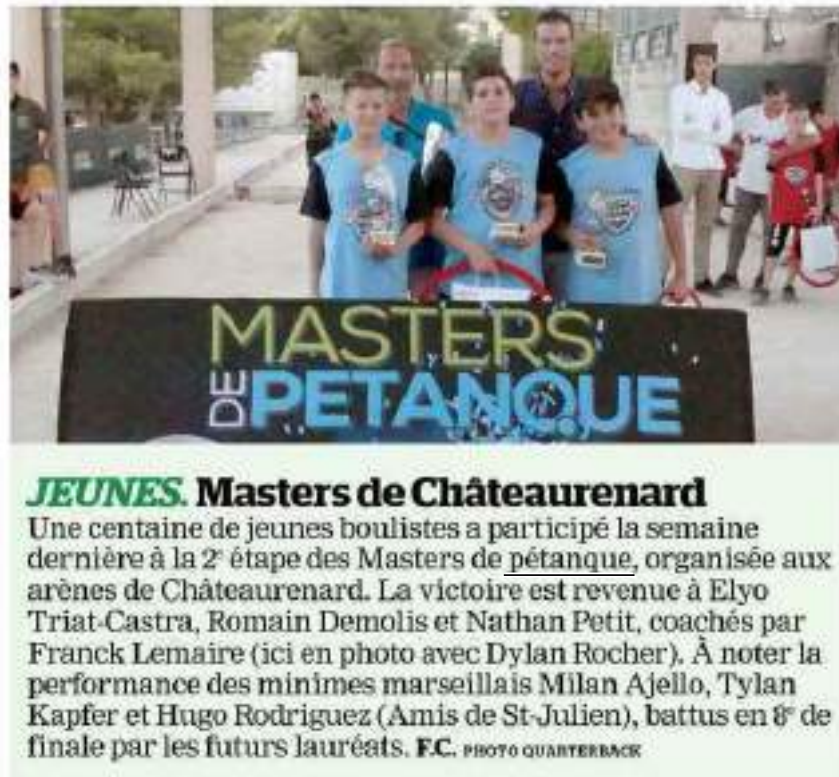 MASTERS
DE PETANQUE
JEUNES. Masters de Châteaurenard
Une centaine de jeunes boulistes a participé la semaine
dernière à la 2e étape des Masters de pétanque, organisée aux
arènes de Châteaurenard. La victoire est revenue à Elyo
Triat-Castra, Romain Demolis et Nathan Petit, coachés par
Franck Lemaire (ici en photo avec Dylan Rocher). À noter la
performance des minimes marseillais Milan Ajello, Tylan
Kapfer et Hugo Rodriguez (Amis de St-Julien), battus en 8e de
finale par les futurs lauréats. F.C. PHOTO QUARTERBACK